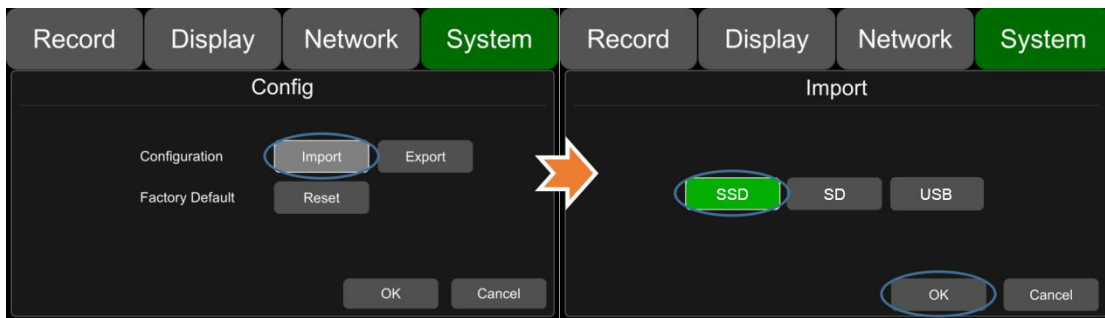 Record Display Network System
Config
Configuration Import Export
Factory Default Reset
OK Cancel
Record Display Network System
Import
SSD SD USB
OK Cancel